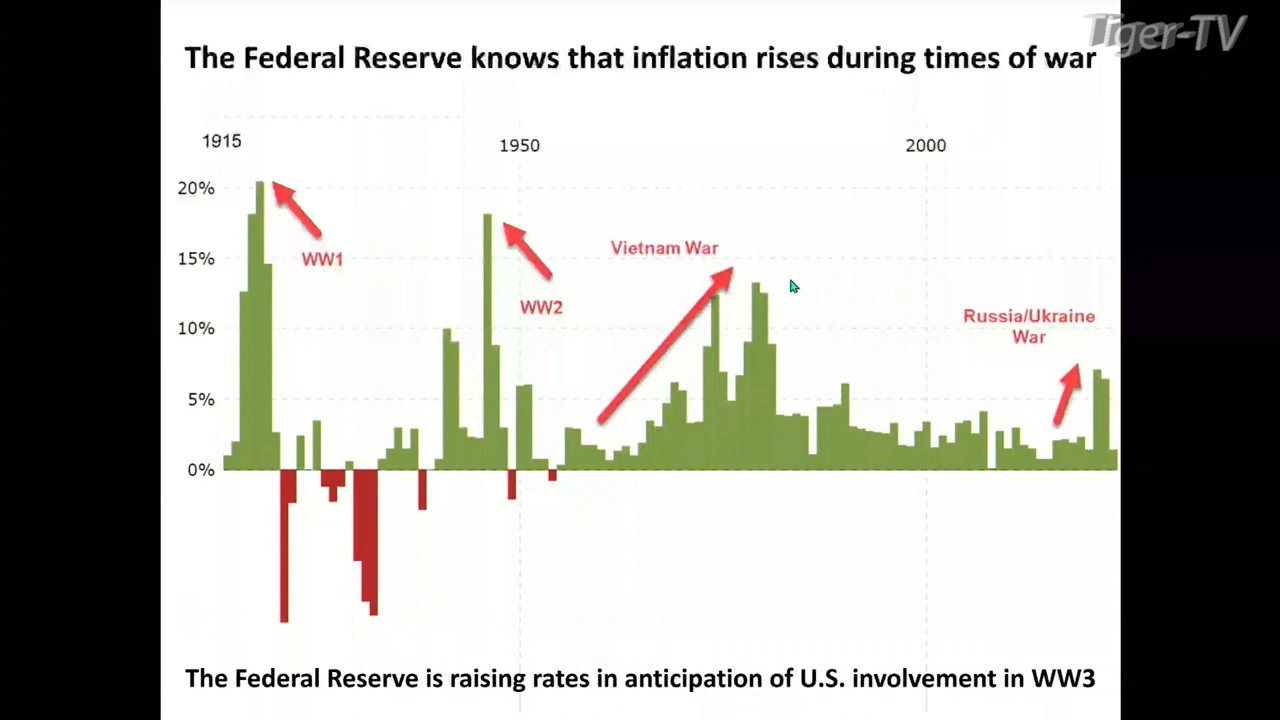 Tiger-TV
The Federal Reserve knows that inflation rises during times of war
1915
1950
2000
20%
15%
10%
5%
0%
WW1
WW2
Vietnam War
Russia/Ukraine
War
The Federal Reserve is raising rates in anticipation of U.S. involvement in WW3